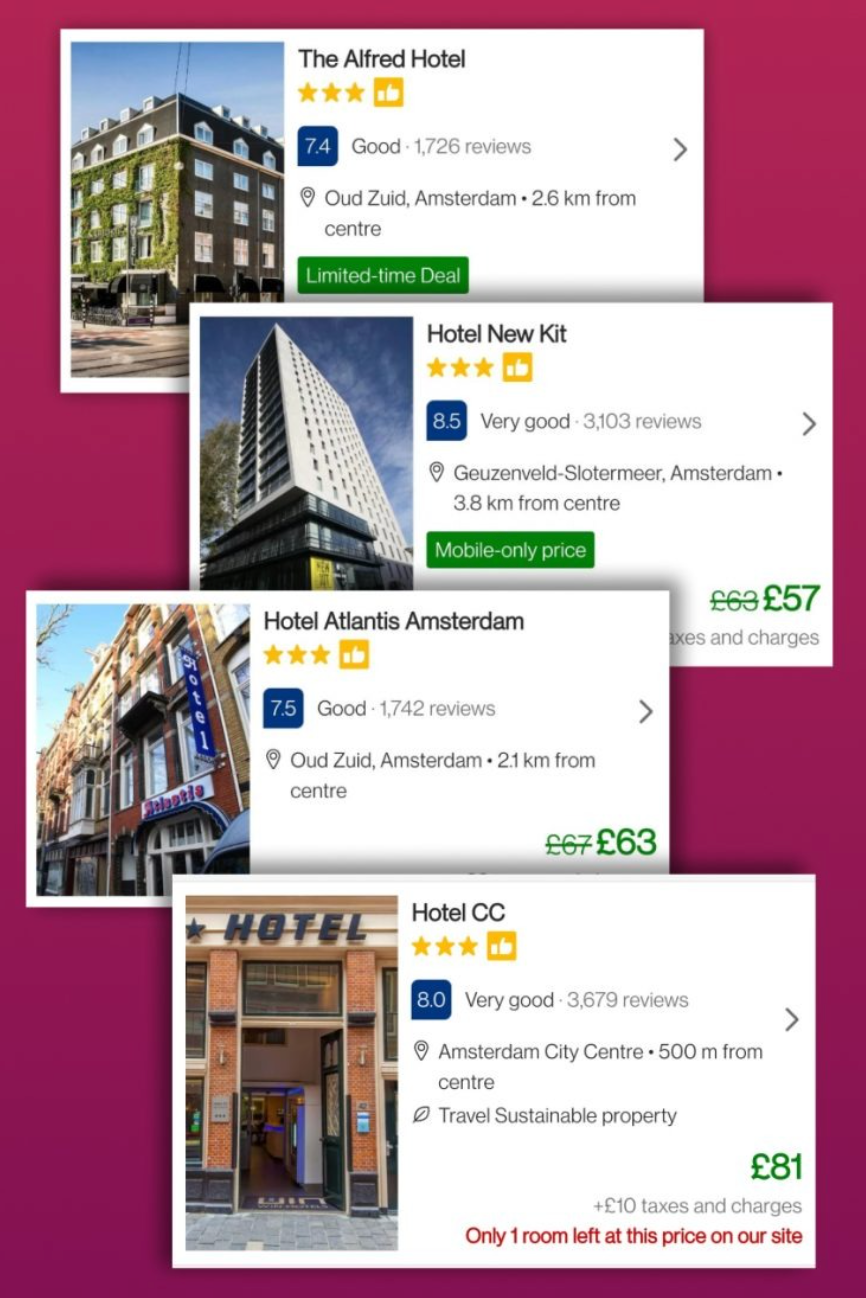 The Alfred Hotel
7.4 Good · 1,726 reviews
Oud Zuid, Amsterdam • 2.6 km from
centre
Limited-time Deal
Hotel New Kit
8.5 Very good · 3,103 reviews
Geuzenveld-Slotermeer, Amsterdam •
3.8 km from centre
Mobile-only price
£63 £57
axes and charges
Hotel Atlantis Amsterdam
7.5 Good · 1,742 reviews
Oud Zuid, Amsterdam • 2.1 km from
centre
£67 £63
Hotel
Atlantis
Hotel CC
8.0 Very good · 3,679 reviews
Amsterdam City Centre • 500 m from
centre
Travel Sustainable property
£81
+£10 taxes and charges
Only 1 room left at this price on our site
HOTEL